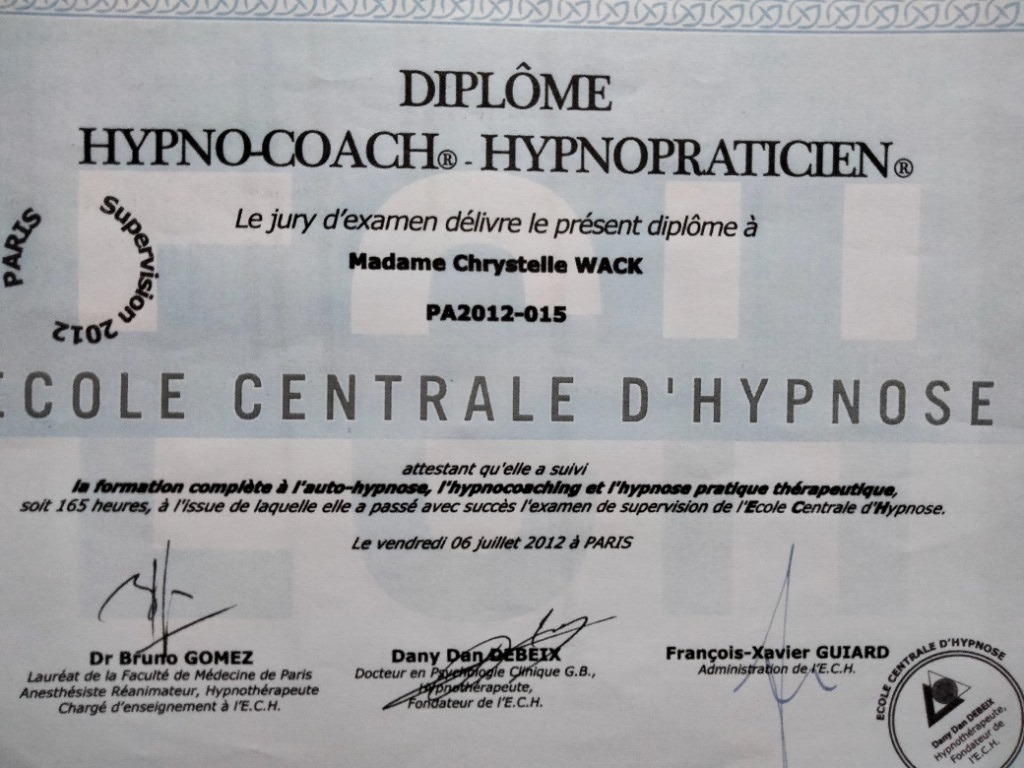 DIPLÔME
HYPNO-COACH® - HYPNOPRATICIEN®
Le jury d'examen délivre le présent diplôme à
Madame Chrystelle WACK
PA2012-015
PARIS
Supervision 2012
ECOLE CENTRALE D'HYPNOSE
attestant qu'elle a suivi
la formation complète à l'auto-hypnose, l'hypnocoaching et l'hypnose pratique thérapeutique,
soit 165 heures, à l'issue de laquelle elle a passé avec succès l'examen de supervision de l'Ecole Centrale d'Hypnose.
Le vendredi 06 juillet 2012 à PARIS
Dr Bruno GOMEZ
Lauréat de la Faculté de Médecine de Paris
Anesthésiste Réanimateur, Hypnothérapeute
Chargé d'enseignement à l'E.C.H.
Dany Dan DEBEIX
Docteur en Psychologie Clinique G.B.,
Hypnothérapeute,
Fondateur de l'E.C.H.
François-Xavier GUIARD
Administration de l'E.C.H.
ECOLE CENTRALE D'HYPNOSE
Dany Dan DEBEIX
Hypnothérapeute,
Fondateur de
l'E.C.H.